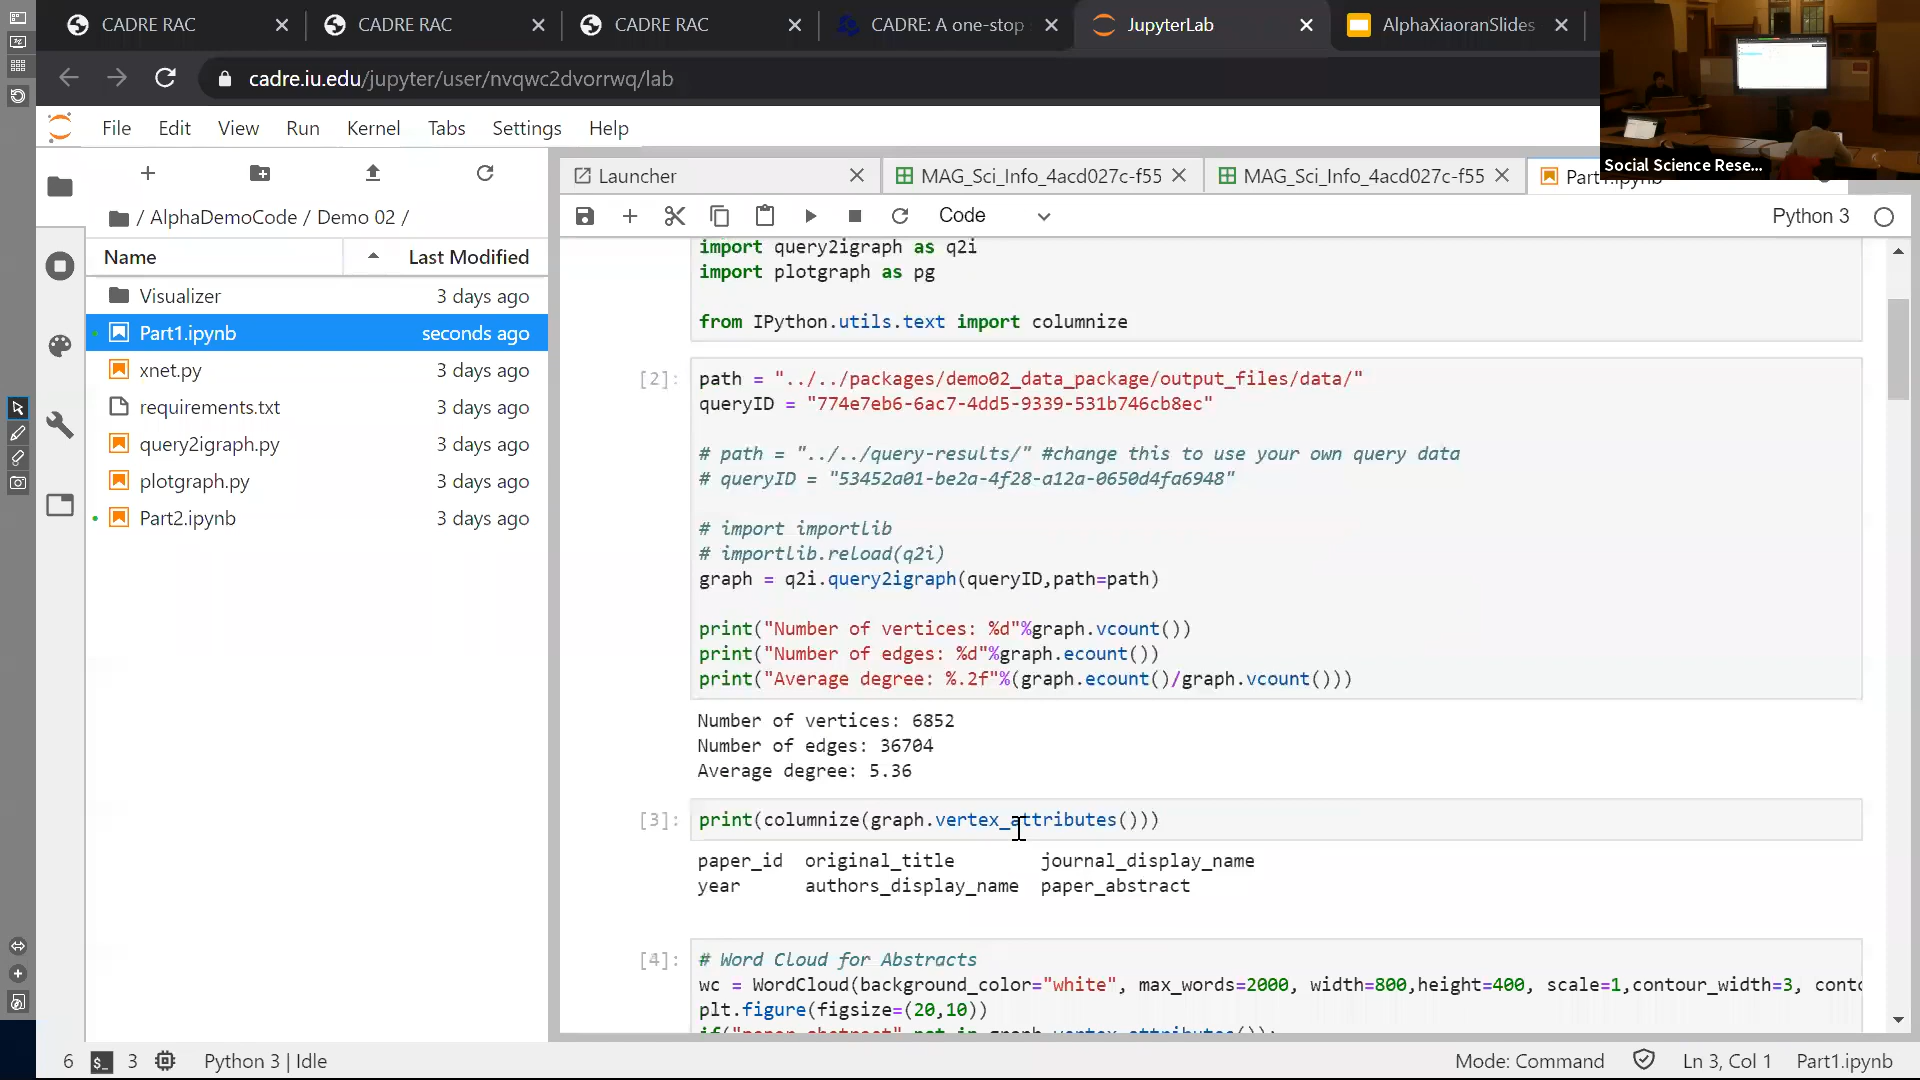 CADRE RAC
CADRE RAC
CADRE RAC
CADRE: A one-stop
JupyterLab
AlphaXiaoranSlides
cadre.iu.edu/jupyter/user/nvqwc2dvorrwq/lab
Social Science Rese...
File Edit View Run Kernel Tabs Settings Help
Launcher
MAG_Sci_Info_4acd027c-f55
MAG_Sci_Info_4acd027c-f55
Part1.ipynb
Code
Python 3
/ AlphaDemoCode / Demo 02 /
Name Last Modified
Visualizer 3 days ago
Part1.ipynb seconds ago
xnet.py 3 days ago
requirements.txt 3 days ago
query2igraph.py 3 days ago
plotgraph.py 3 days ago
Part2.ipynb 3 days ago
import query2igraph as q2i
import plotgraph as pg
from IPython.utils.text import columnize
[2]: path = "../../packages/demo02_data_package/output_files/data/"
queryID = "774e7eb6-6ac7-4dd5-9339-531b746cb8ec"
# path = "../../query-results/" #change this to use your own query data
# queryID = "53452a01-be2a-4f28-a12a-0650d4fa6948"
# import importlib
# importlib.reload(q2i)
graph = q2i.query2igraph(queryID,path=path)
print("Number of vertices: %d"%graph.vcount())
print("Number of edges: %d"%graph.ecount())
print("Average degree: %.2f"%(graph.ecount()/graph.vcount()))
Number of vertices: 6852
Number of edges: 36704
Average degree: 5.36
[3]: print(columnize(graph.vertex_attributes()))
paper_id original_title journal_display_name
year authors_display_name paper_abstract
[4]: # Word Cloud for Abstracts
wc = WordCloud(background_color="white", max_words=2000, width=800,height=400, scale=1,contour_width=3, conto
plt.figure(figsize=(20,10))
if("paper_abstract" not in graph.vertex_attributes()):
6 $_ 3 Python 3 | Idle
Mode: Command Ln 3, Col 1 Part1.ipynb